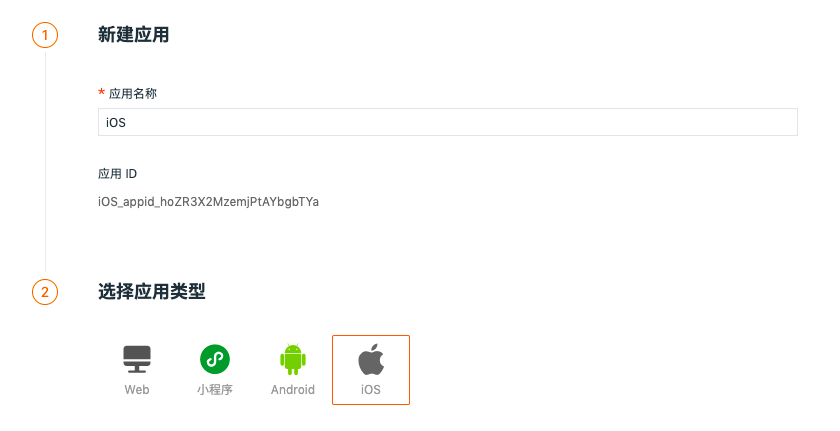 1
新建应用
* 应用名称
iOS
应用 ID
iOS_appid_hoZR3X2MzemjPtAYbgbTYa
2
选择应用类型
Web 小程序 Android iOS